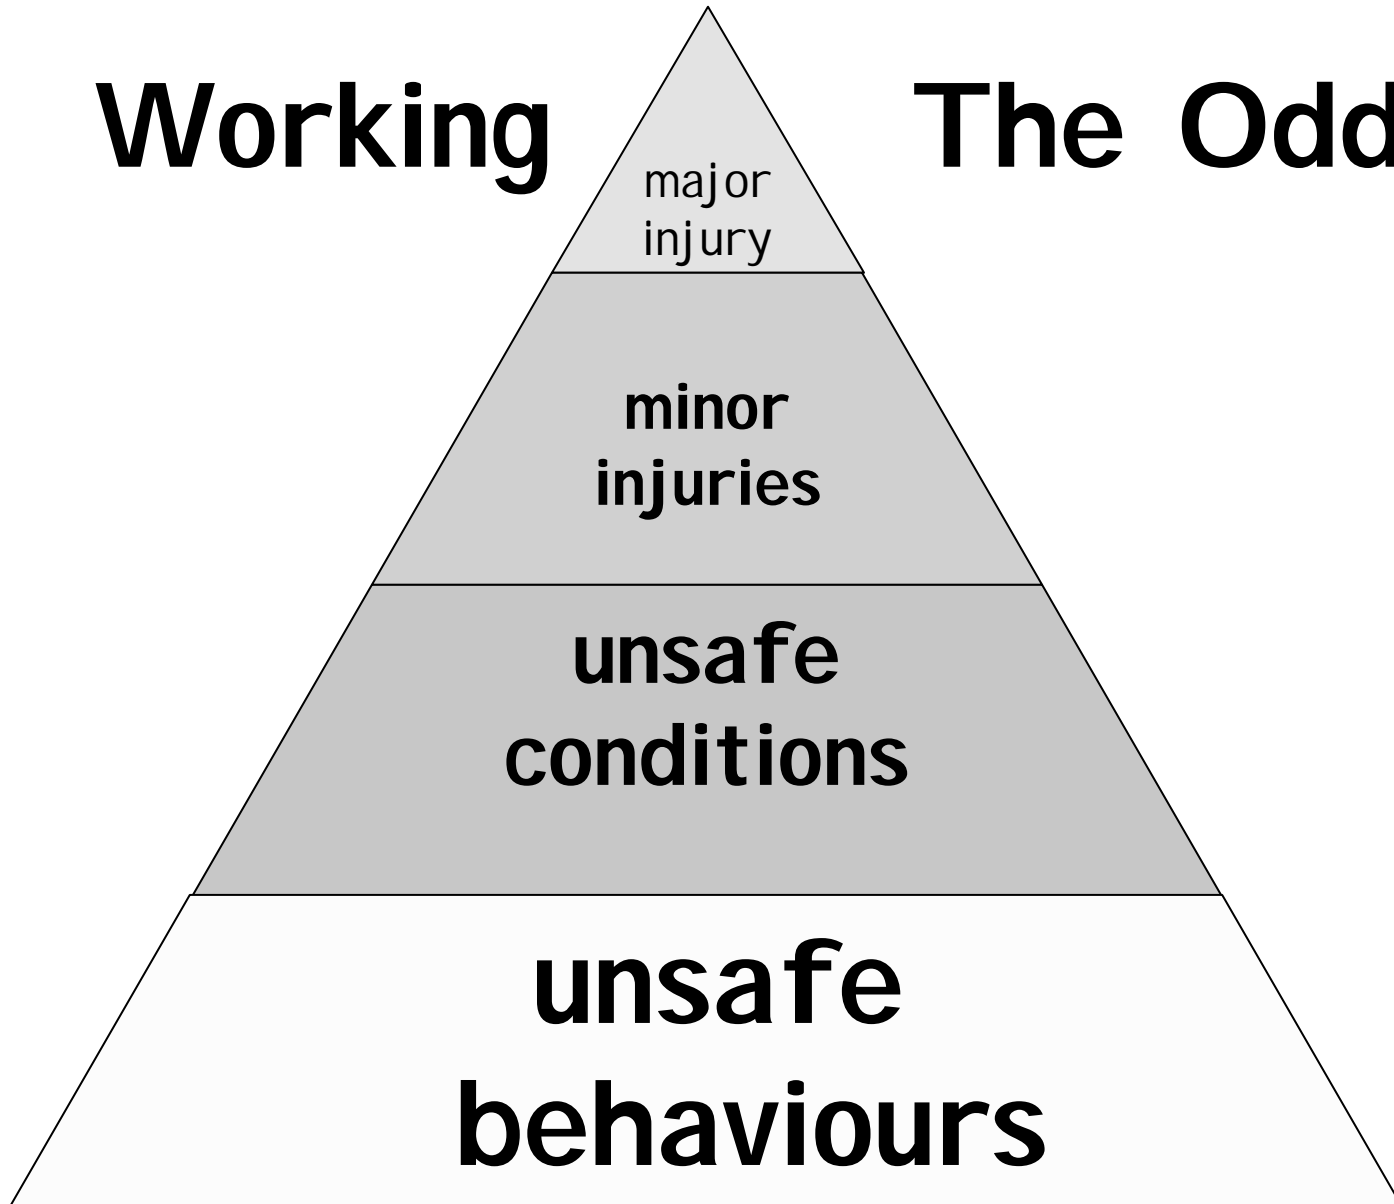 Working The Odd
major
injury
minor
injuries
unsafe
conditions
unsafe
behaviours